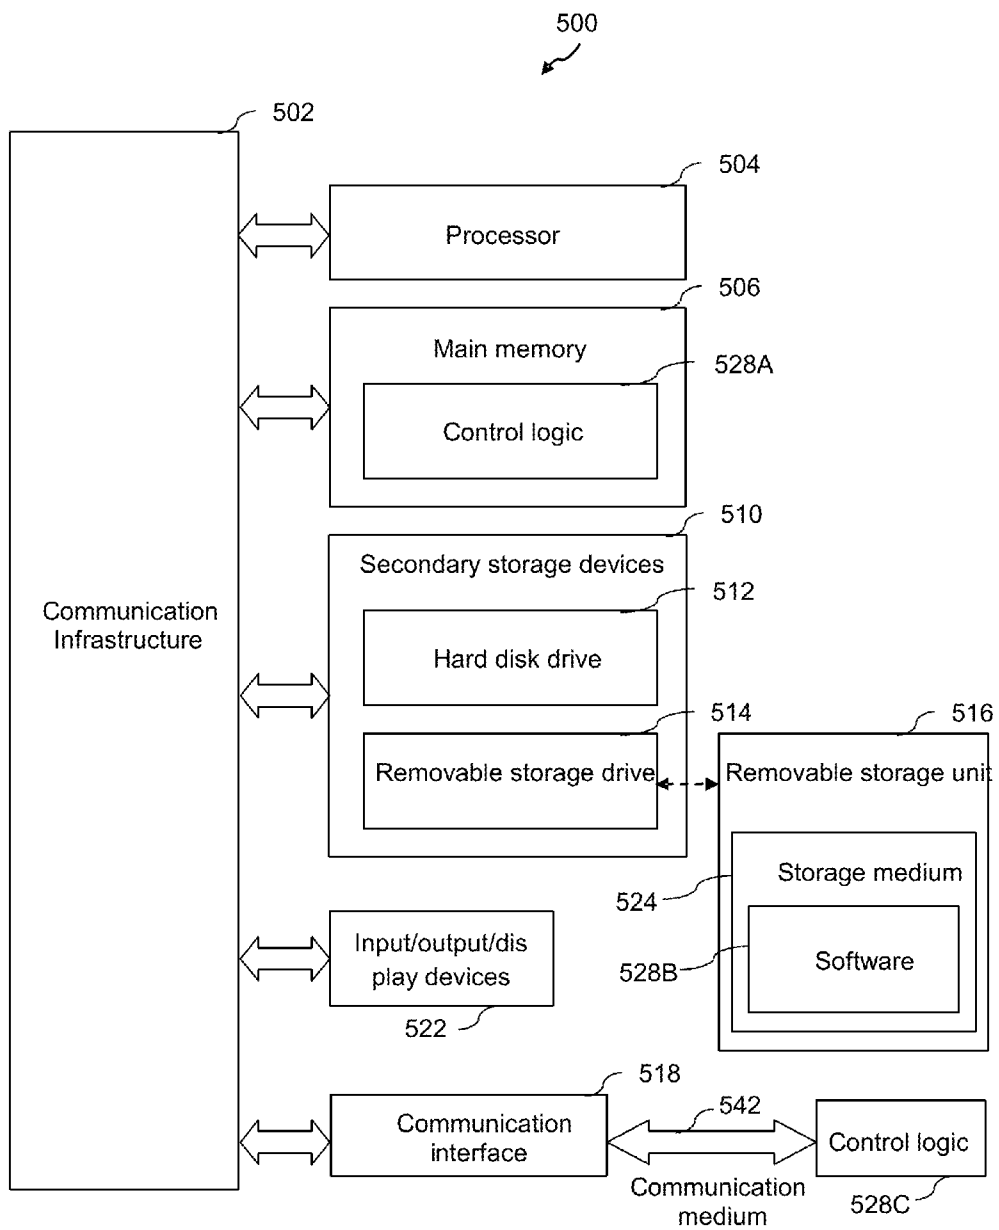 500
502
504
Processor
506
Main memory
528A
Control logic
510
Secondary storage devices
512
Communication
Infrastructure
Hard disk drive
514
516
Removable storage drive
Removable storage unit
Storage medium
524
Input/output/dis
play devices
528B
Software
522
518
542
Communication
interface
Control logic
Communication
medium
528C